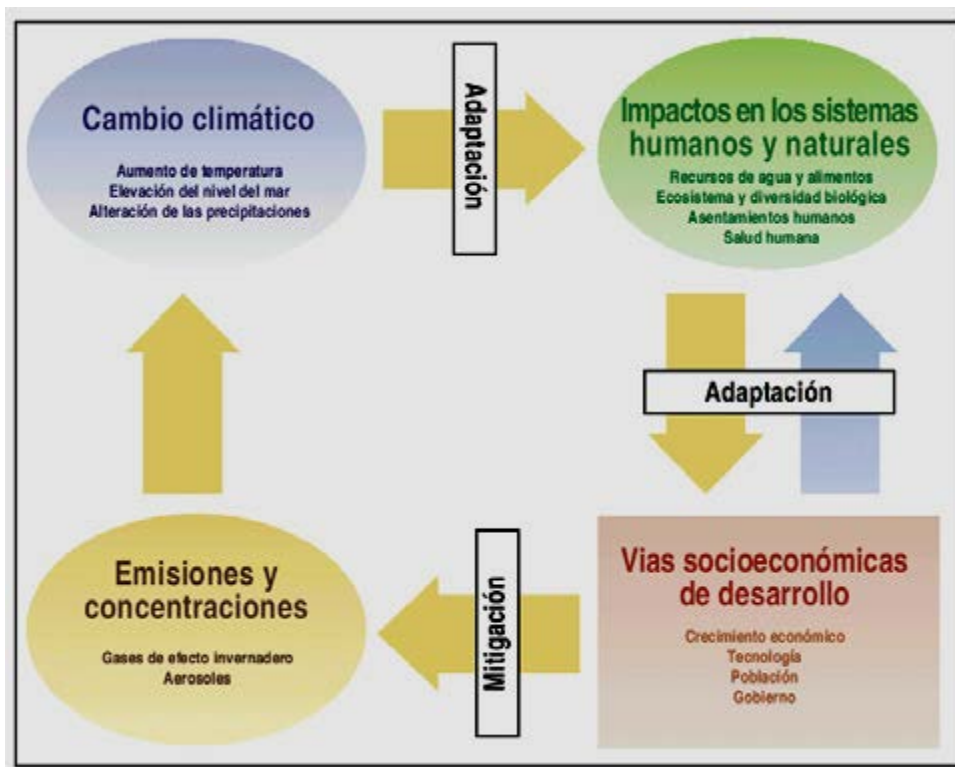 Cambio climático
Aumento de temperatura
Elevación del nivel del mar
Alteración de las precipitaciones
Adaptación
Impactos en los sistemas
humanos y naturales
Recursos de agua y alimentos
Ecosistema y diversidad biológica
Asentamientos humanos
Salud humana
Adaptación
Vias socioeconómicas
de desarrollo
Crecimiento económico
Tecnología
Población
Gobierno
Mitigación
Emisiones y
concentraciones
Gases de efecto invernadero
Aerosoles